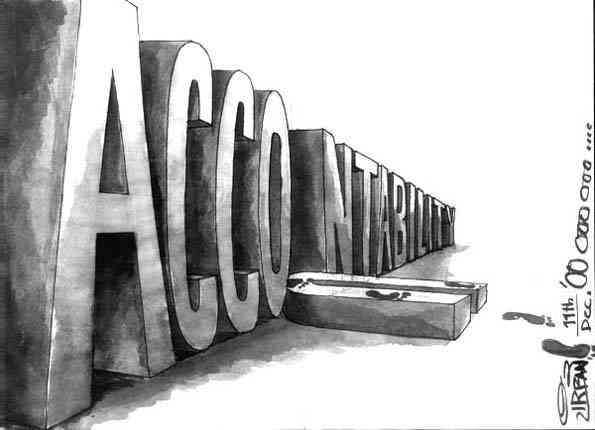 ACCOUNTABILITY
11th.
DEC. '00 000 000 ....